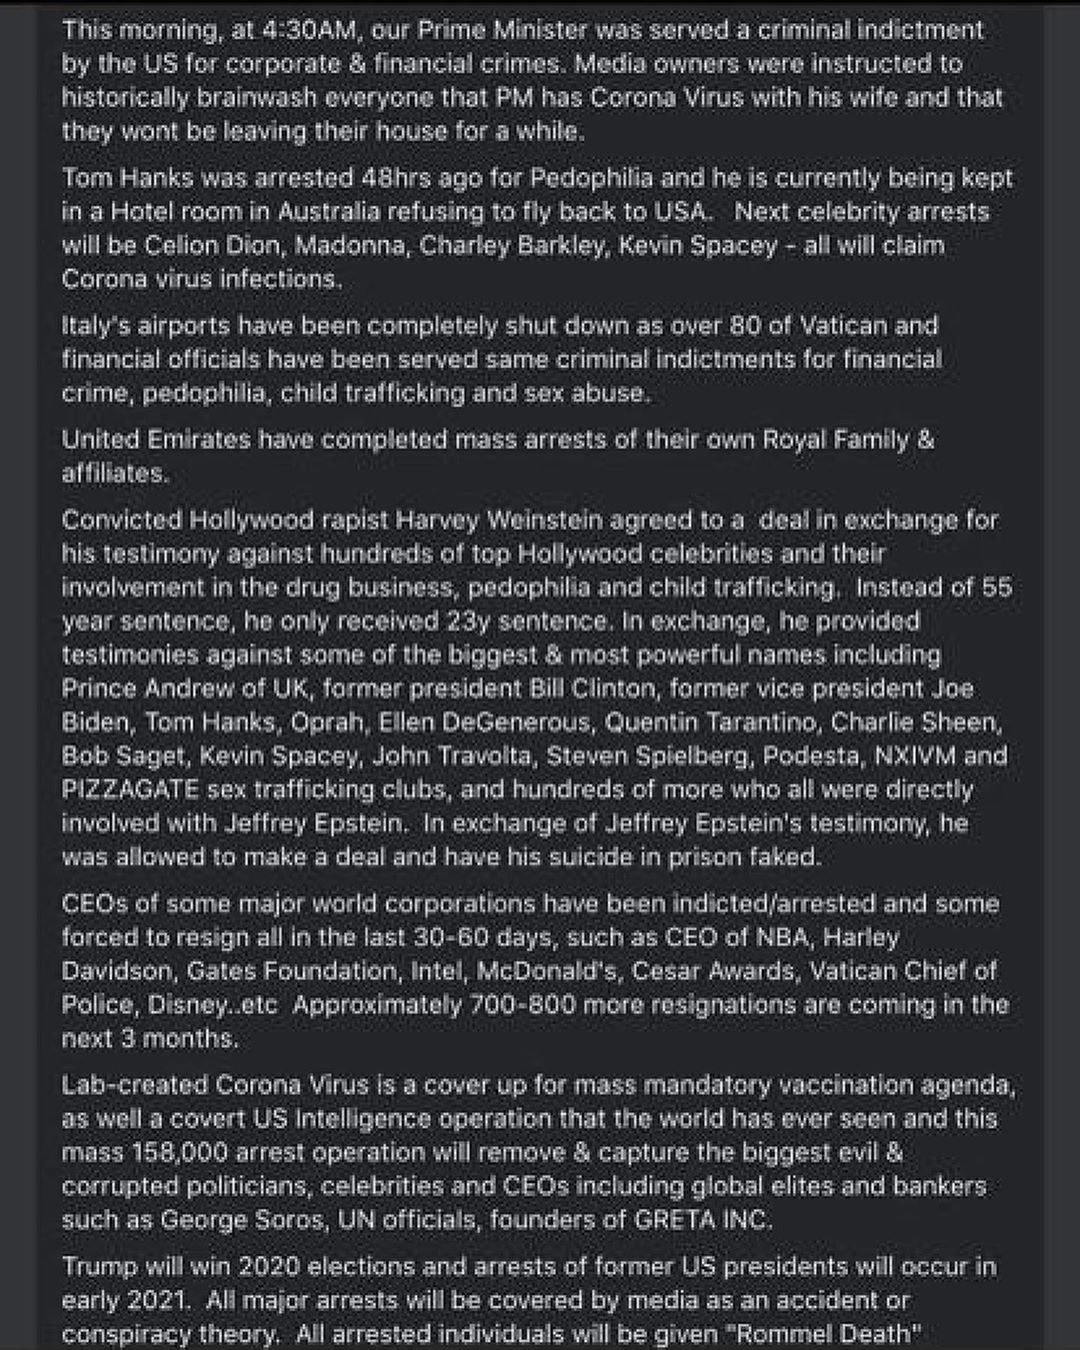 This morning, at 4:30AM, our Prime Minister was served a criminal indictment
by the US for corporate & financial crimes. Media owners were instructed to
historically brainwash everyone that PM has Corona Virus with his wife and that
they wont be leaving their house for a while.
Tom Hanks was arrested 48hrs ago for Pedophilia and he is currently being kept
in a Hotel room in Australia refusing to fly back to USA.   Next celebrity arrests
will be Celion Dion, Madonna, Charley Barkley, Kevin Spacey - all will claim
Corona virus infections.
Italy's airports have been completely shut down as over 80 of Vatican and
financial officials have been served same criminal indictments for financial
crime, pedophilia, child trafficking and sex abuse.
United Emirates have completed mass arrests of their own Royal Family &
affiliates.
Convicted Hollywood rapist Harvey Weinstein agreed to a  deal in exchange for
his testimony against hundreds of top Hollywood celebrities and their
involvement in the drug business, pedophilia and child trafficking.  Instead of 55
year sentence, he only received 23y sentence. In exchange, he provided
testimonies against some of the biggest & most powerful names including
Prince Andrew of UK, former president Bill Clinton, former vice president Joe
Biden, Tom Hanks, Oprah, Ellen DeGenerous, Quentin Tarantino, Charlie Sheen,
Bob Saget, Kevin Spacey, John Travolta, Steven Spielberg, Podesta, NXIVM and
PIZZAGATE sex trafficking clubs, and hundreds of more who all were directly
involved with Jeffrey Epstein.  In exchange of Jeffrey Epstein's testimony, he
was allowed to make a deal and have his suicide in prison faked.
CEOs of some major world corporations have been indicted/arrested and some
forced to resign all in the last 30-60 days, such as CEO of NBA, Harley
Davidson, Gates Foundation, Intel, McDonald's, Cesar Awards, Vatican Chief of
Police, Disney..etc  Approximately 700-800 more resignations are coming in the
next 3 months.
Lab-created Corona Virus is a cover up for mass mandatory vaccination agenda,
as well a covert US Intelligence operation that the world has ever seen and this
mass 158,000 arrest operation will remove & capture the biggest evil &
corrupted politicians, celebrities and CEOs including global elites and bankers
such as George Soros, UN officials, founders of GRETA INC.
Trump will win 2020 elections and arrests of former US presidents will occur in
early 2021.  All major arrests will be covered by media as an accident or
conspiracy theory.  All arrested individuals will be given "Rommel Death"